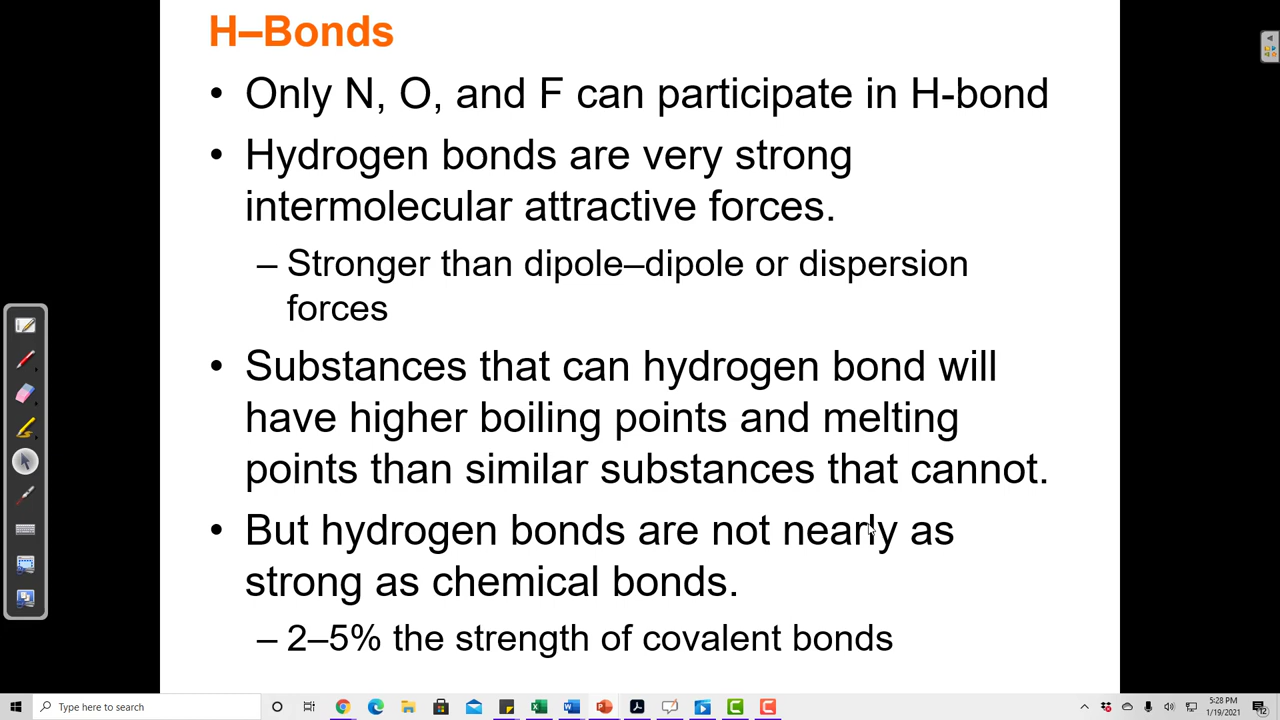 H–Bonds
• Only N, O, and F can participate in H-bond
• Hydrogen bonds are very strong
intermolecular attractive forces.
– Stronger than dipole–dipole or dispersion
forces
• Substances that can hydrogen bond will
have higher boiling points and melting
points than similar substances that cannot.
• But hydrogen bonds are not nearly as
strong as chemical bonds.
– 2–5% the strength of covalent bonds
Type here to search
5:28 PM
1/19/2021
12